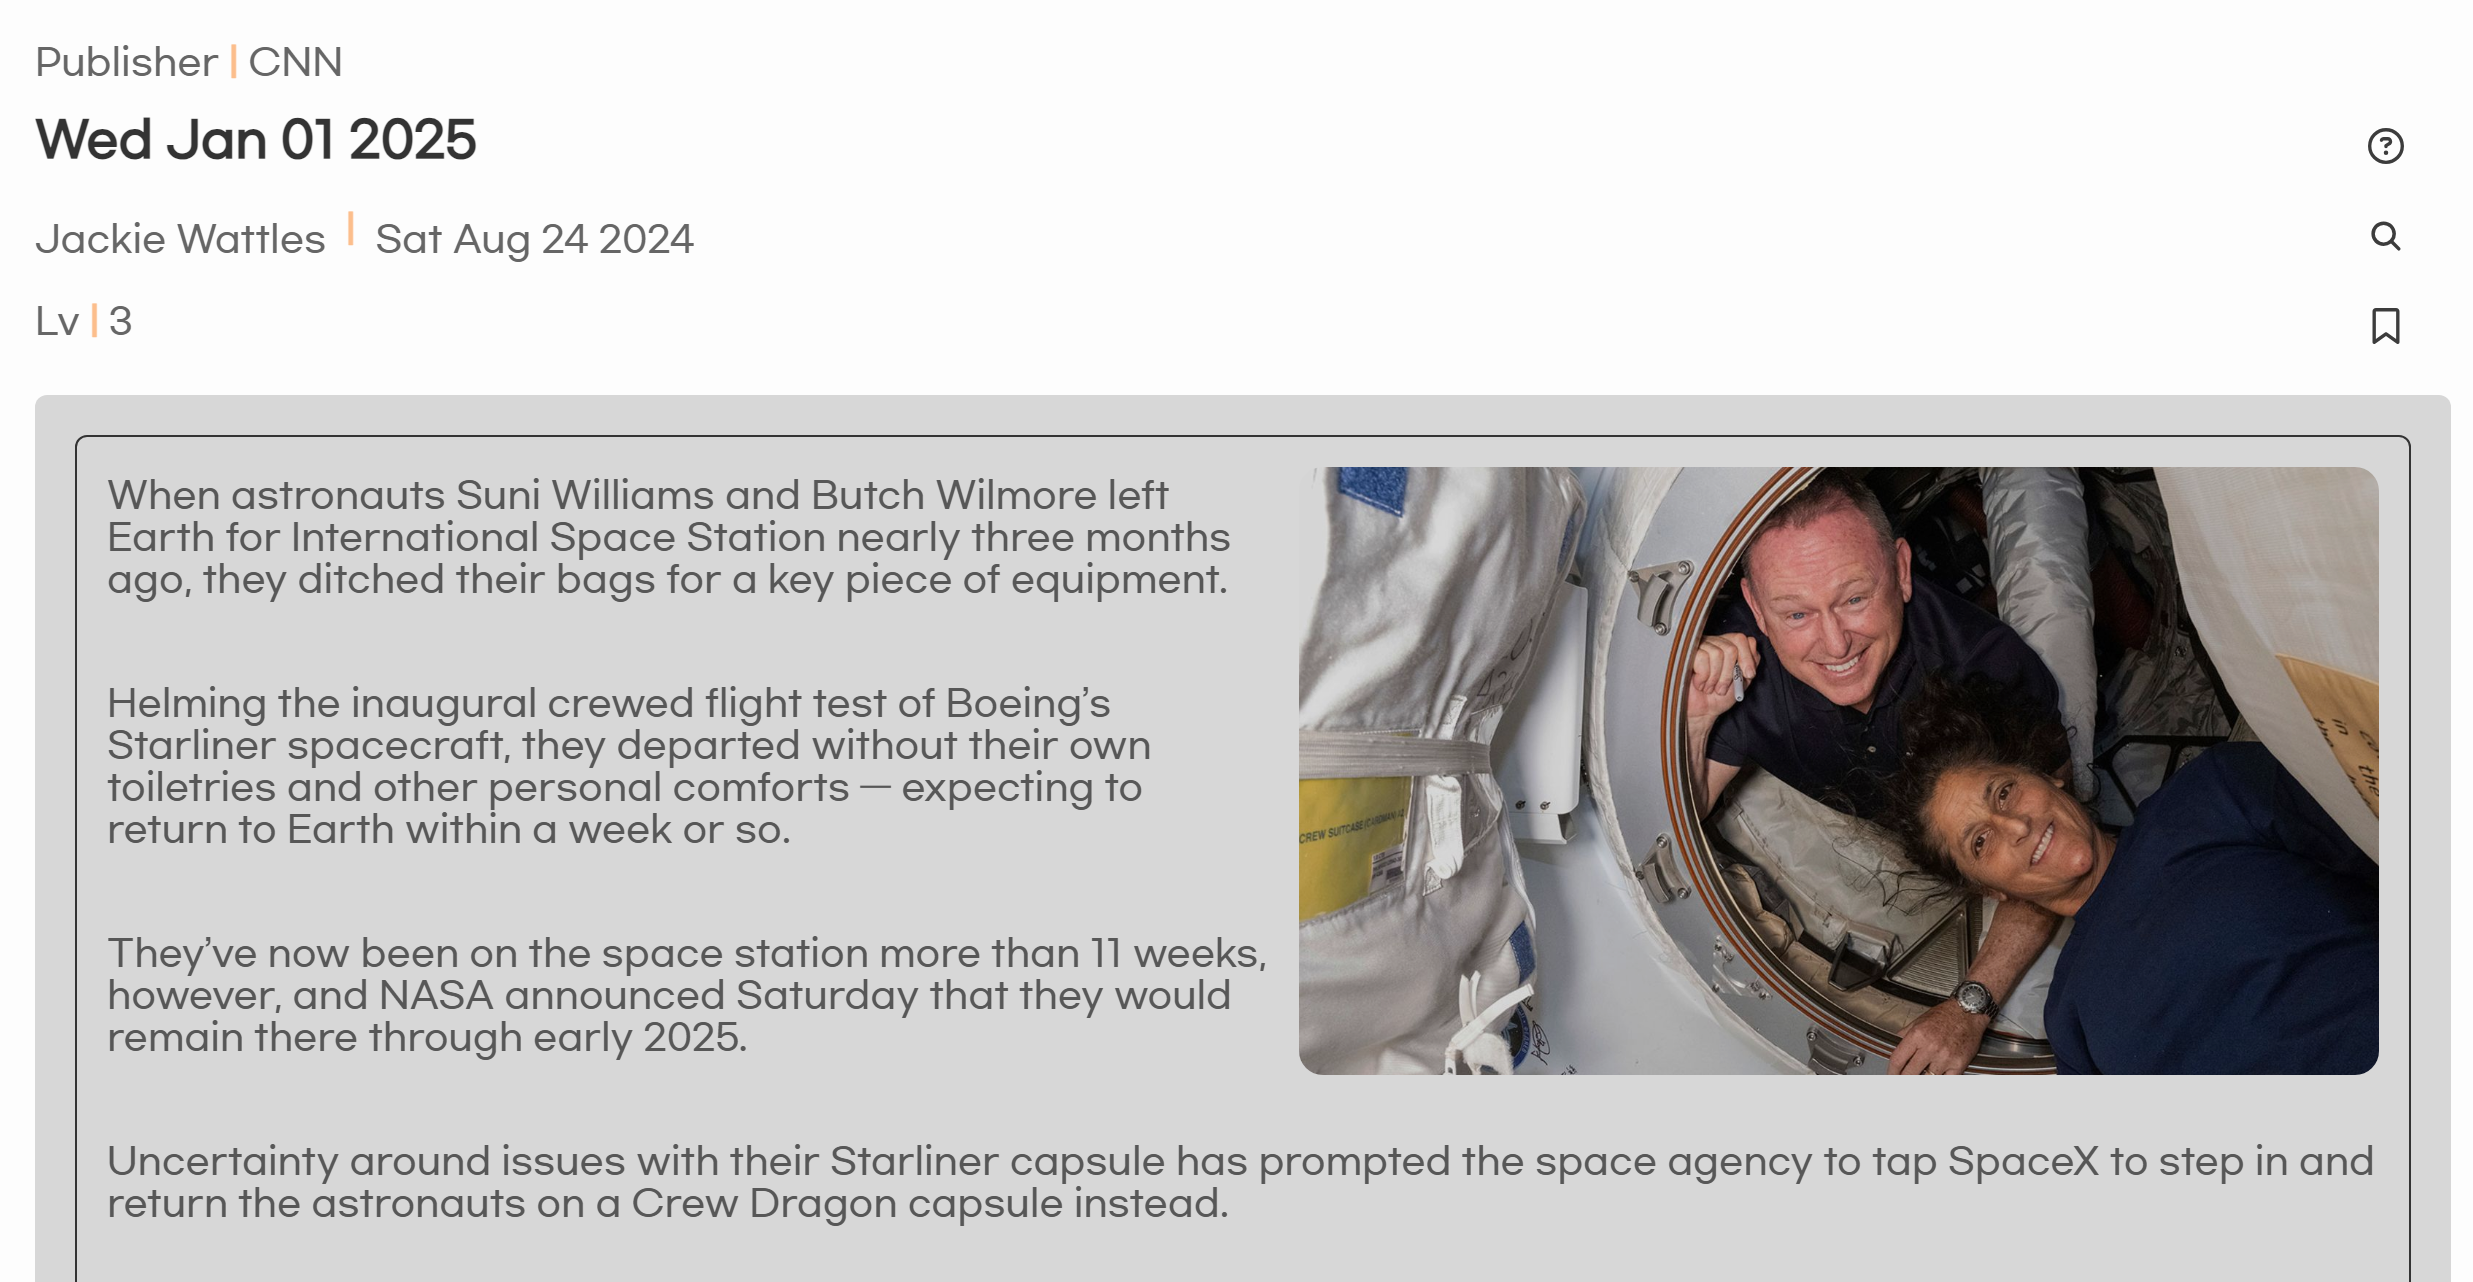 Publisher | CNN
Wed Jan 01 2025
Jackie Wattles | Sat Aug 24 2024
Lv | 3
When astronauts Suni Williams and Butch Wilmore left
Earth for International Space Station nearly three months
ago, they ditched their bags for a key piece of equipment.
Helming the inaugural crewed flight test of Boeing’s
Starliner spacecraft, they departed without their own
toiletries and other personal comforts — expecting to
return to Earth within a week or so.
They’ve now been on the space station more than 11 weeks,
however, and NASA announced Saturday that they would
remain there through early 2025.
CREW SUITCASE
Uncertainty around issues with their Starliner capsule has prompted the space agency to tap SpaceX to step in and
return the astronauts on a Crew Dragon capsule instead.